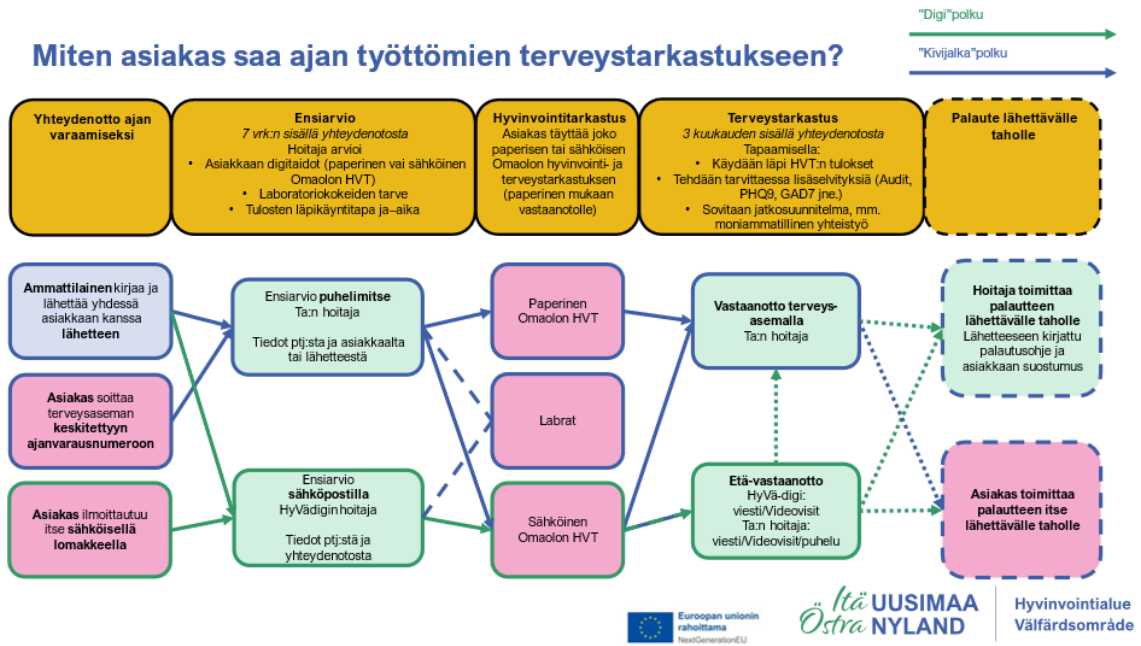 "Digi"polku
"Kivijalka"polku
Miten asiakas saa ajan työttömien terveystarkastukseen?
Yhteydenotto ajan
varaamiseksi
Ensiarvio
7 vrk:n sisällä yhteydenotosta
Hoitaja arvioi
• Asiakkaan digitaidot (paperinen vai sähköinen
Omaolon HVT)
• Laboratoriokokeiden tarve
• Tulosten läpikäyntitapa ja–aika
Hyvinvointitarkastus
Asiakas täyttää joko
paperisen tai sähköisen
Omaolon hyvinvointi- ja
terveystarkastuksen
(paperinen mukaan
vastaanotolle)
Terveystarkastus
3 kuukauden sisällä yhteydenotosta
Tapaamisella:
• Käydään läpi HVT:n tulokset
• Tehdään tarvittaessa lisäselvityksiä (Audit,
PHQ9, GAD7 jne.)
• Sovitaan jatkosuunnitelma, mm.
moniammatillinen yhteistyö
Palaute lähettävälle
taholle
Ammattilainen kirjaa ja
lähettää yhdessä
asiakkaan kanssa
lähetteen
Asiakas soittaa
terveysaseman
keskitettyyn
ajanvarausnumeroon
Asiakas ilmoittautuu
itse sähköisellä
lomakkeella
Ensiarvio puhelimitse
Ta:n hoitaja
Tiedot ptj:sta ja asiakkaalta
tai lähetteestä
Ensiarvio
sähköpostilla
HyVädigin hoitaja
Tiedot ptj:stä ja
yhteydenotosta
Paperinen
Omaolon HVT
Labrat
Sähköinen
Omaolon HVT
Vastaanotto terveys-
asemalla
Ta:n hoitaja
Etä-vastaanotto
HyVä-digi:
viesti/Videovisit
Ta:n hoitaja:
viesti/Videovisit/puhelu
Hoitaja toimittaa
palautteen
lähettävälle taholle
Lähetteeseen kirjattu
palautusohje ja
asiakkaan suostumus
Asiakas toimittaa
palautteen itse
lähettävälle taholle
Euroopan unionin
rahoittama
NextGenerationEU
Itä UUSIMAA
Östra NYLAND
Hyvinvointialue
Välfärdsområde